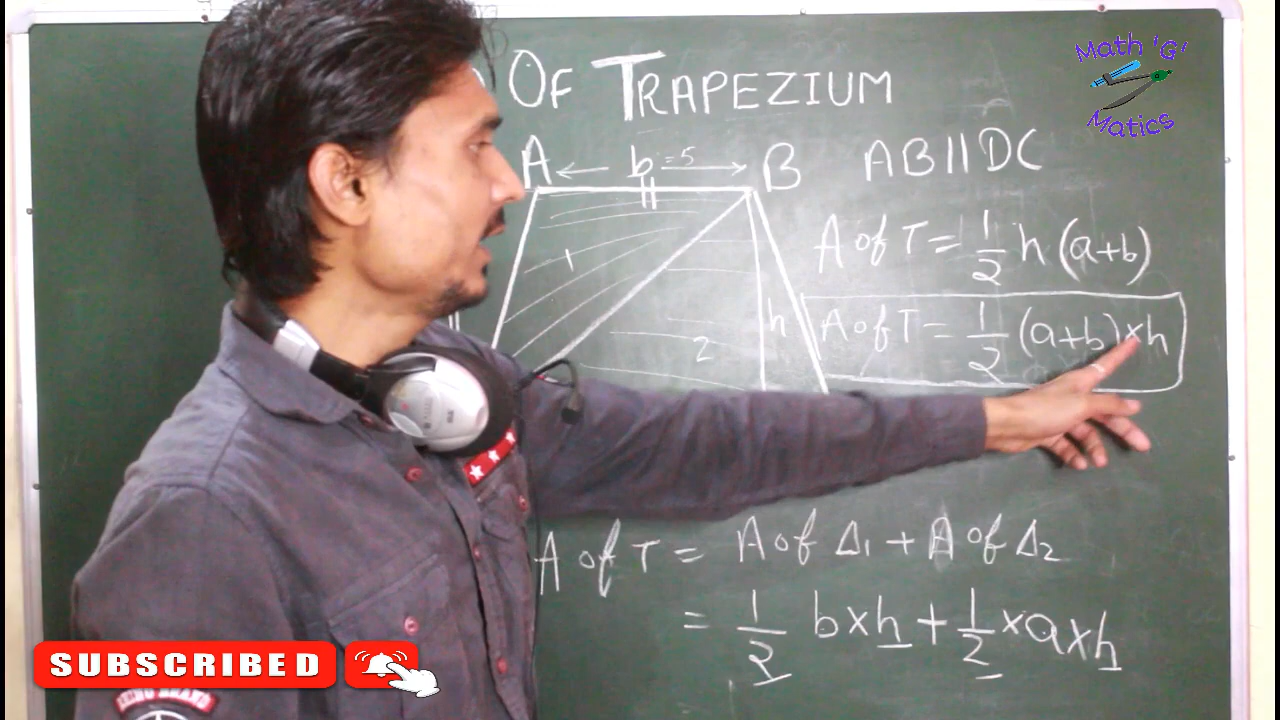 OF TRAPEZIUM
Math 'G'
Matics
A ← b = 5 → B
AB || DC
A of T = 1/2 h (a+b)
1
2
h
A of T = 1/2 (a+b) × h
A of T = A of Δ1 + A of Δ2
= 1/2 b × h + 1/2 × a × h
SUBSCRIBED